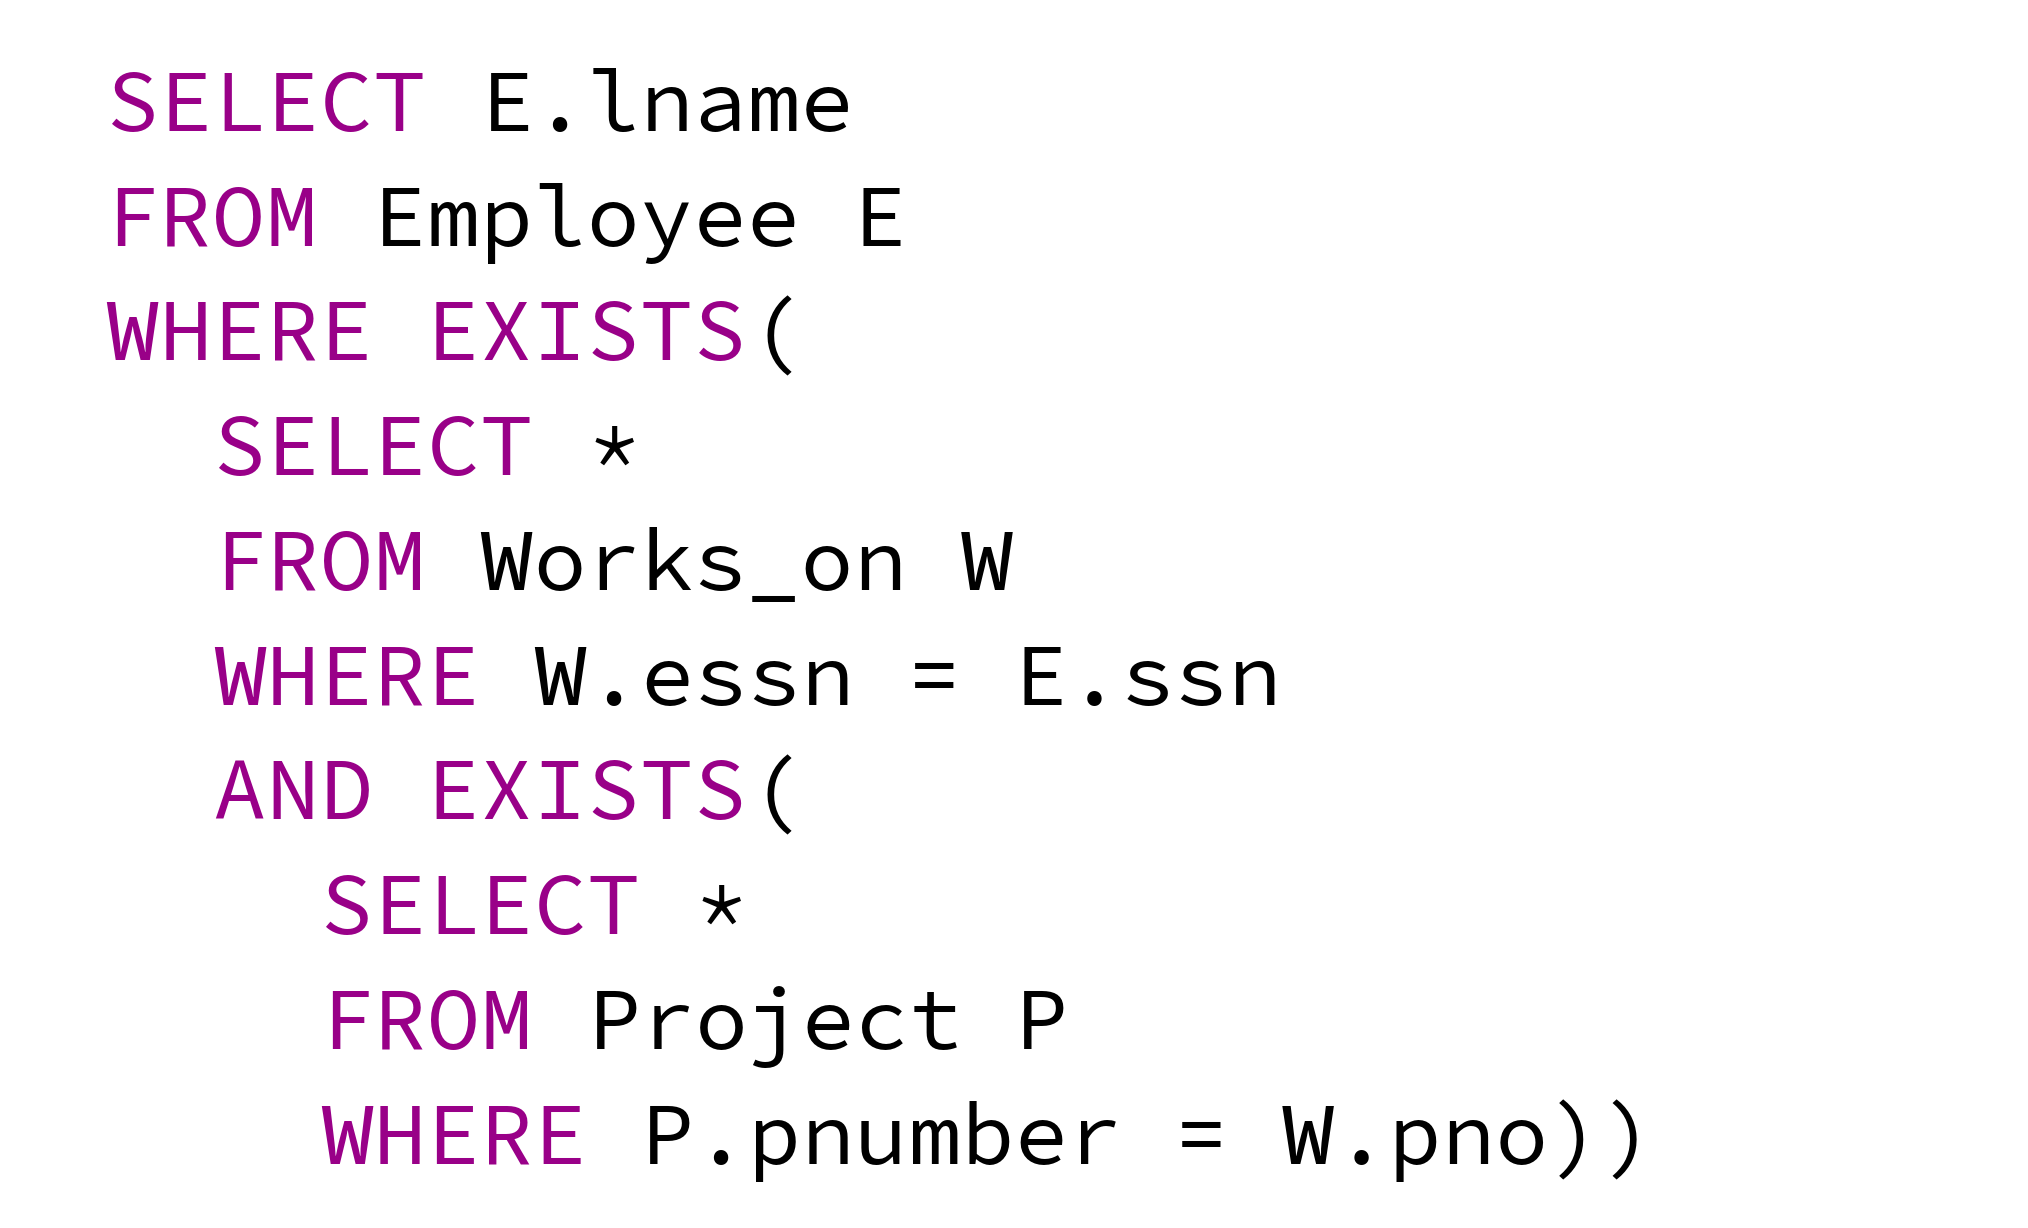 SELECT E.lname
FROM Employee E
WHERE EXISTS(
  SELECT *
  FROM Works_on W
  WHERE W.essn = E.ssn
  AND EXISTS(
    SELECT *
    FROM Project P
    WHERE P.pnumber = W.pno))